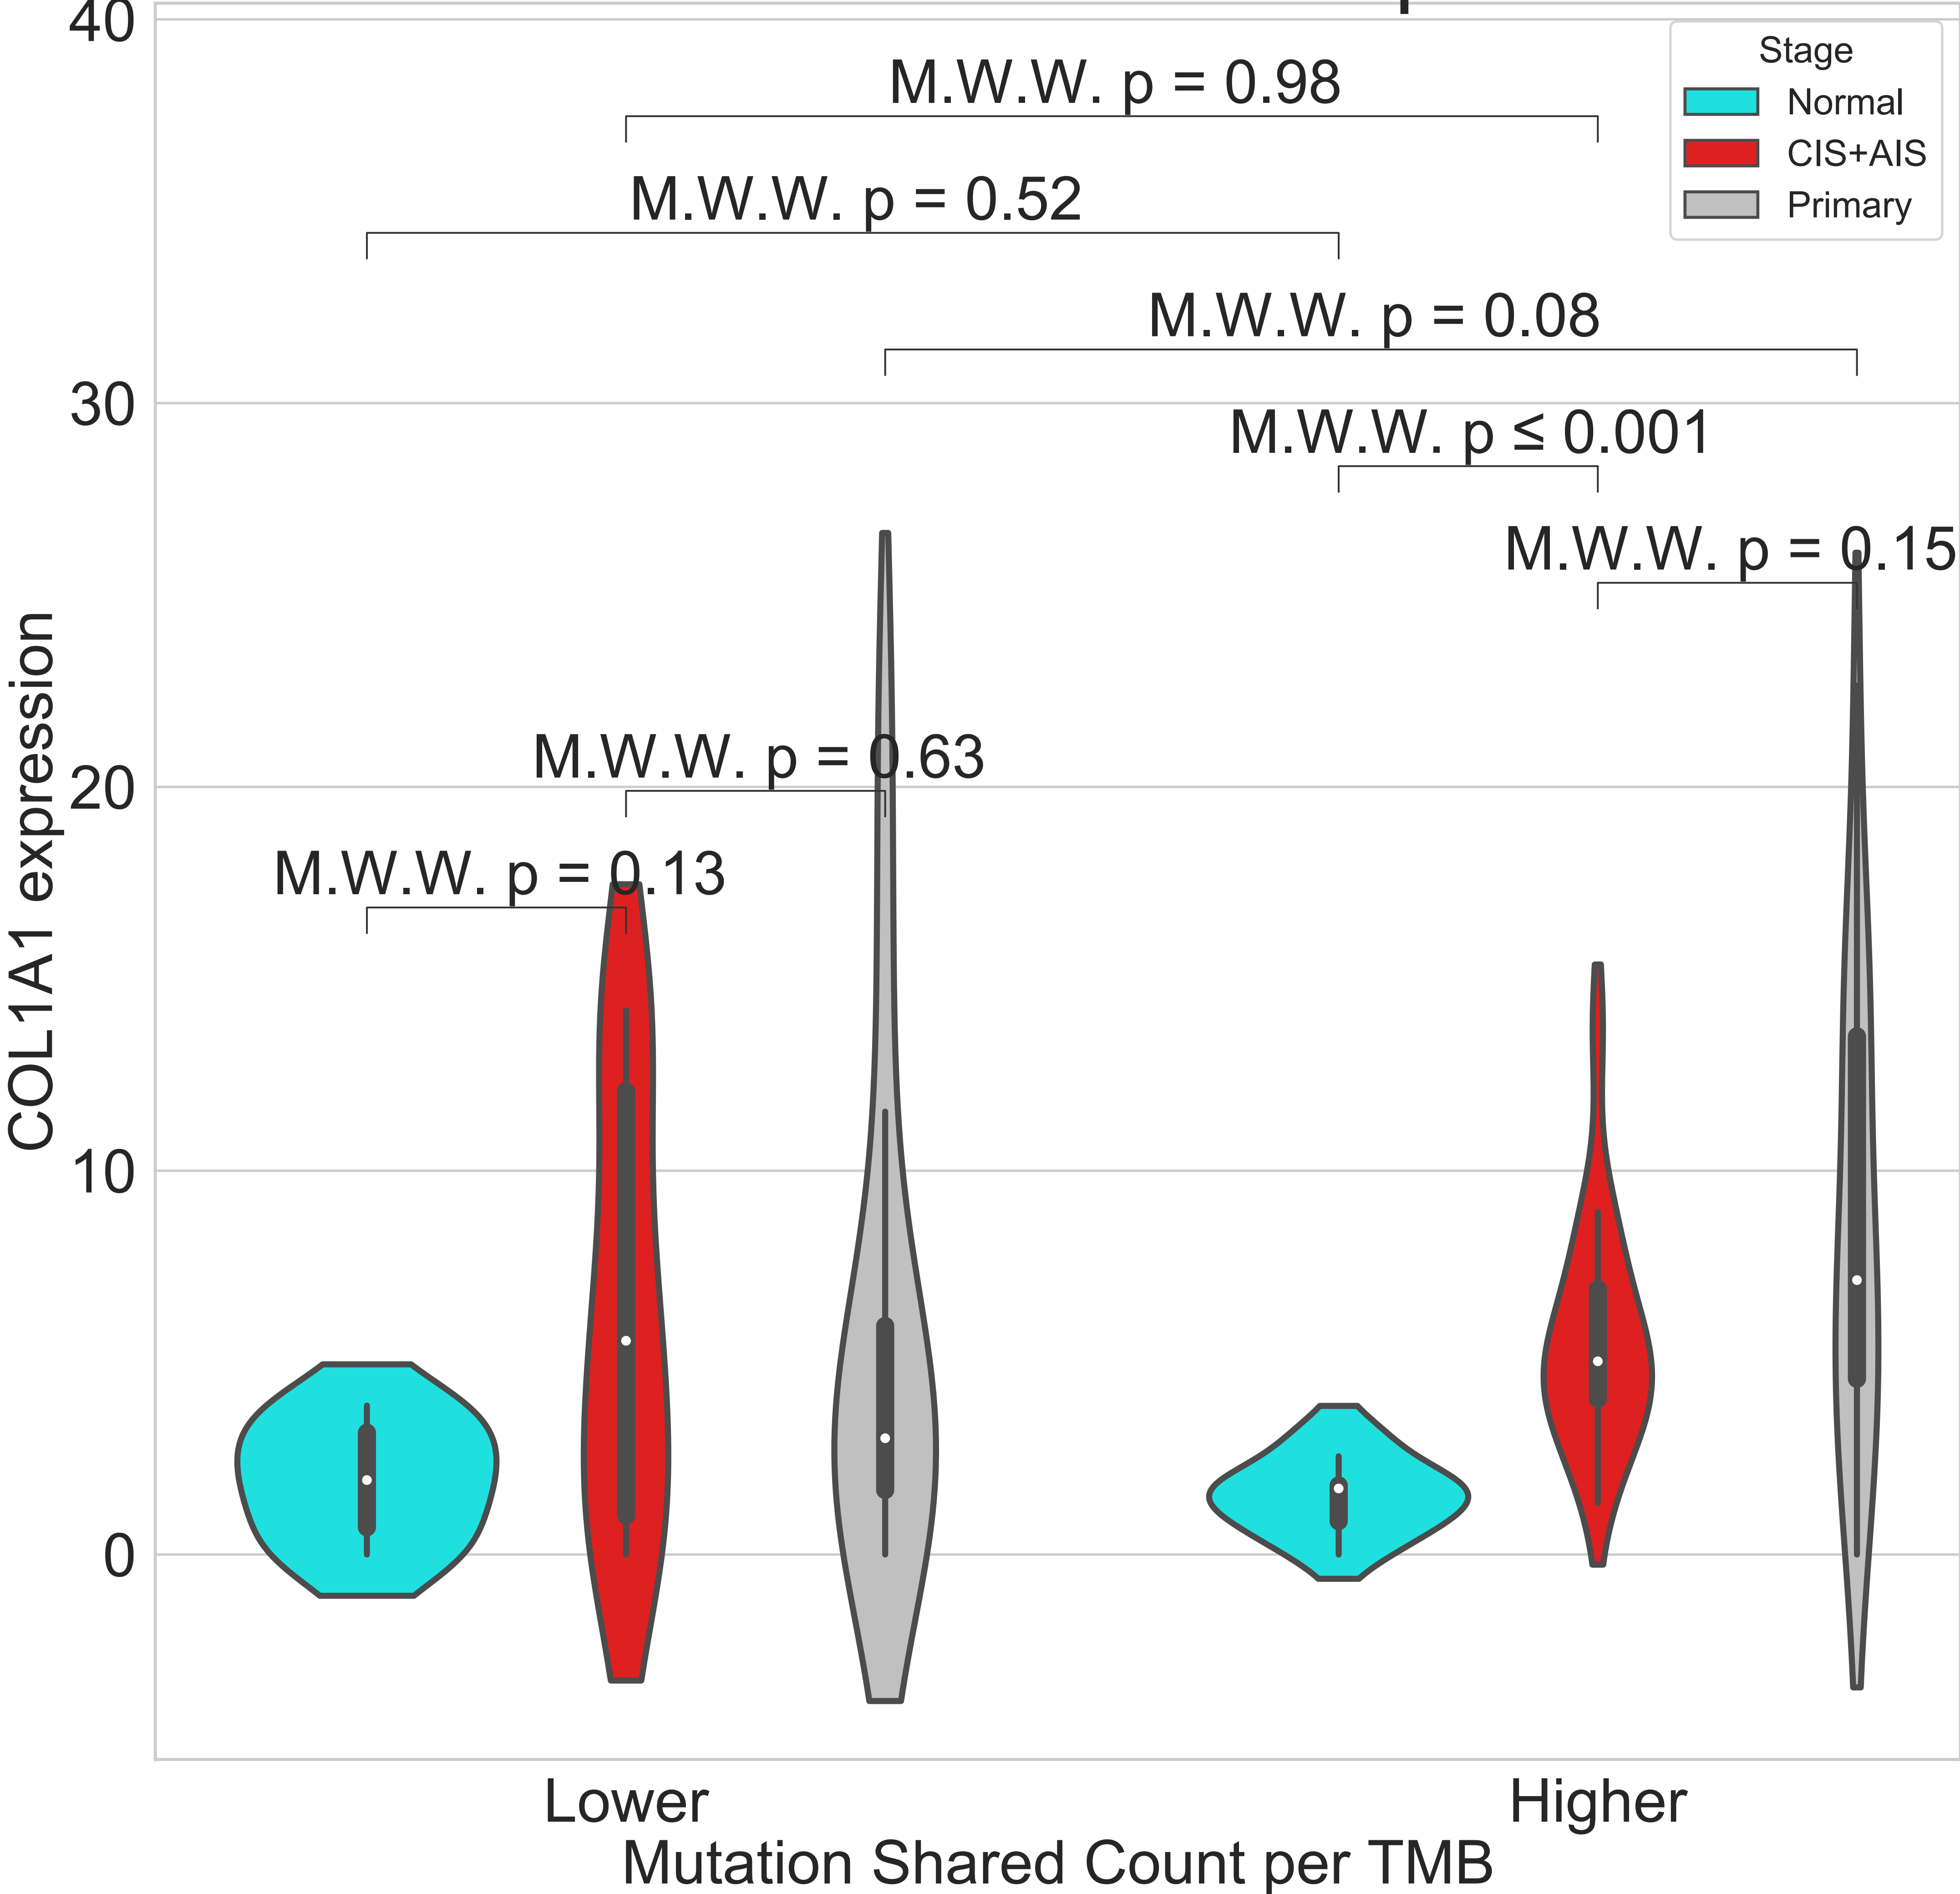 40
M.W.W. p = 0.98
Stage
Normal
CIS+AIS
Primary
M.W.W. p = 0.52
M.W.W. p = 0.08
30
M.W.W. p ≤ 0.001
M.W.W. p = 0.15
COL1A1 expression
M.W.W. p = 0.63
20
M.W.W. p = 0.13
10
0
Lower
Higher
Mutation Shared Count per TMB